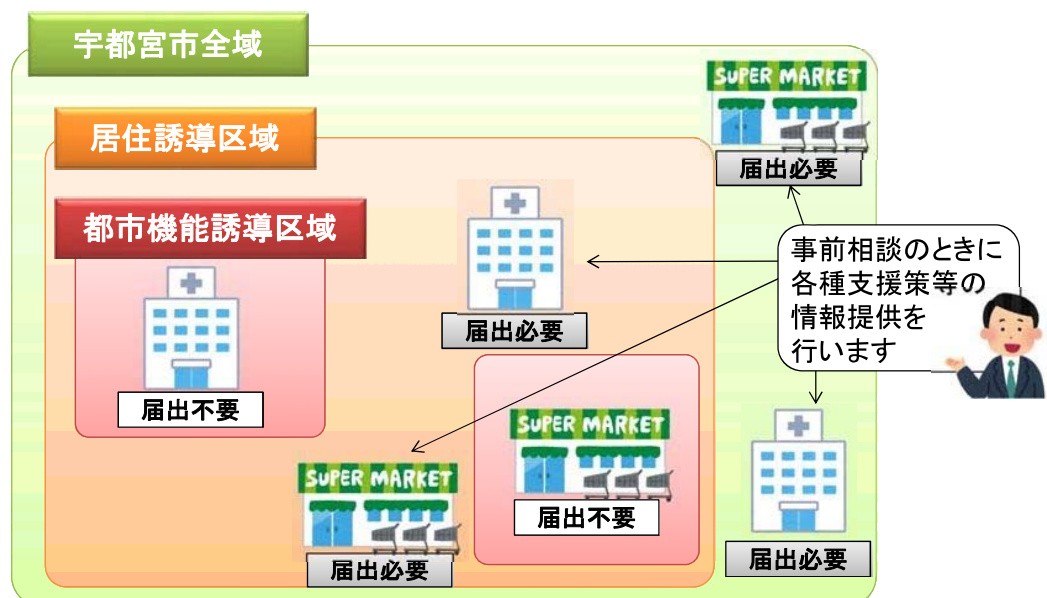 宇都宮市全域
SUPER MARKET
届出必要
居住誘導区域
都市機能誘導区域
届出不要
届出必要
事前相談のときに
各種支援策等の
情報提供を
行います
SUPER MARKET
届出不要
SUPER MARKET
届出必要
届出必要